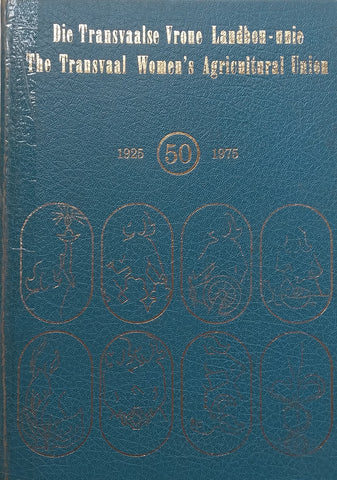 Die Transvaalse Vroue Landbou-unie
The Transvaal Women's Agricultural Union
1925 50 1975